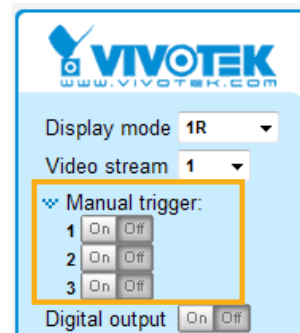 VIVOTEK
www.vivotek.com
Display mode 1R
Video stream 1
Manual trigger:
1 On Off
2 On Off
3 On Off
Digital output On Off